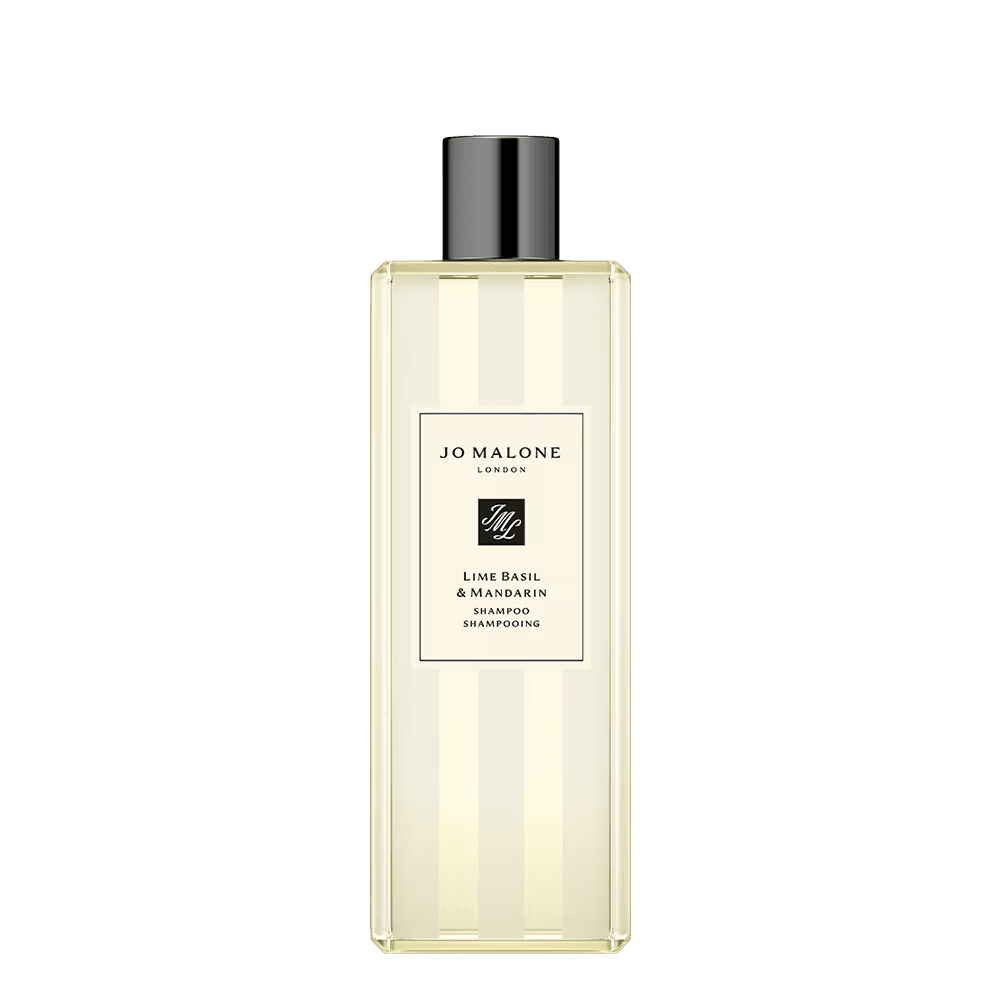 JO MALONE
LONDON
JML
LIME BASIL
& MANDARIN
SHAMPOO
SHAMPOOING